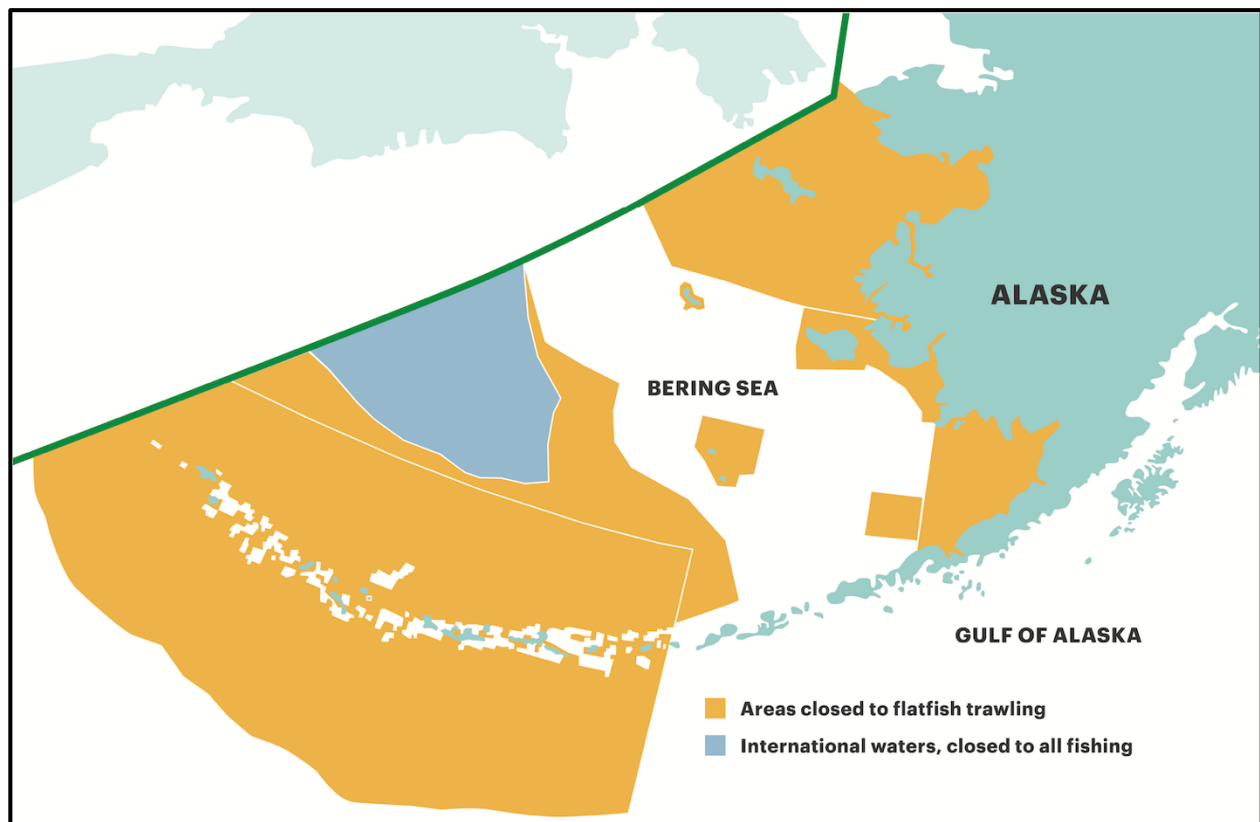 ALASKA
BERING SEA
GULF OF ALASKA
Areas closed to flatfish trawling
International waters, closed to all fishing